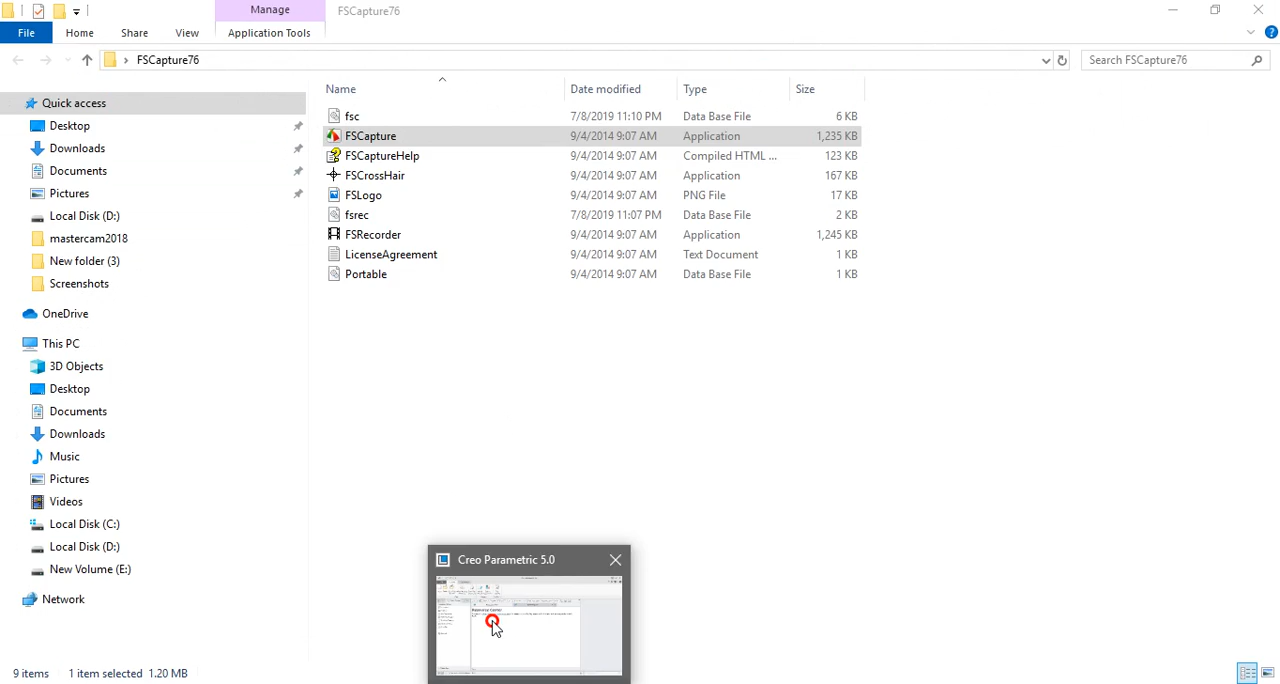 Manage
FSCapture76
File
Home
Share
View
Application Tools
FSCapture76
Search FSCapture76
Name
Date modified
Type
Size
Quick access
Desktop
Downloads
Documents
Pictures
Local Disk (D:)
mastercam2018
New folder (3)
Screenshots
OneDrive
This PC
3D Objects
Desktop
Documents
Downloads
Music
Pictures
Videos
Local Disk (C:)
Local Disk (D:)
New Volume (E:)
Network
fsc 7/8/2019 11:10 PM Data Base File 6 KB
FSCapture 9/4/2014 9:07 AM Application 1,235 KB
FSCaptureHelp 9/4/2014 9:07 AM Compiled HTML ... 123 KB
FSCrossHair 9/4/2014 9:07 AM Application 167 KB
FSLogo 9/4/2014 9:07 AM PNG File 17 KB
fsrec 7/8/2019 11:07 PM Data Base File 2 KB
FSRecorder 9/4/2014 9:07 AM Application 1,245 KB
LicenseAgreement 9/4/2014 9:07 AM Text Document 1 KB
Portable 9/4/2014 9:07 AM Data Base File 1 KB
Creo Parametric 5.0
Resource Center
9 items
1 item selected 1.20 MB